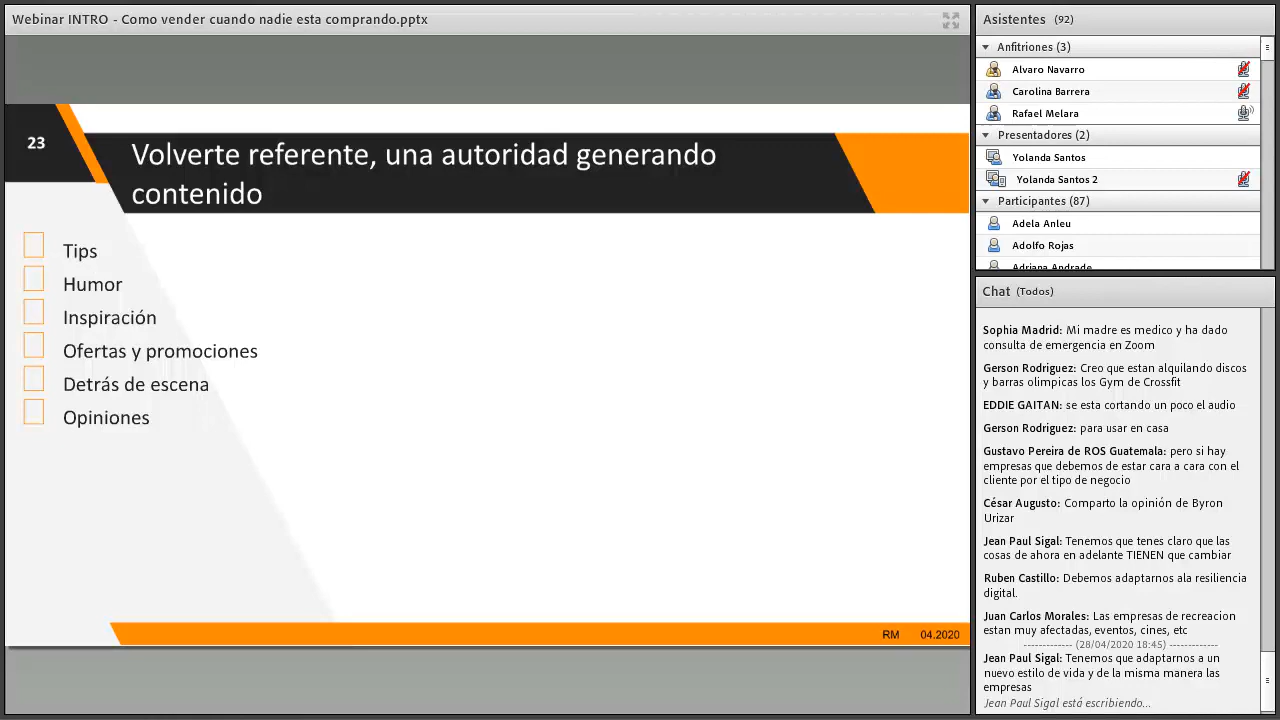 Webinar INTRO - Como vender cuando nadie esta comprando.pptx
23
Volverte referente, una autoridad generando
contenido
Tips
Humor
Inspiración
Ofertas y promociones
Detrás de escena
Opiniones
RM 04.2020
Asistentes (92)
Anfitriones (3)
Alvaro Navarro
Carolina Barrera
Rafael Melara
Presentadores (2)
Yolanda Santos
Yolanda Santos 2
Participantes (87)
Adela Anleu
Adolfo Rojas
Adriana Andrade
Chat (Todos)
Sophia Madrid: Mi madre es medico y ha dado
consulta de emergencia en Zoom
Gerson Rodriguez: Creo que estan alquilando discos
y barras olimpicas los Gym de Crossfit
EDDIE GAITAN: se esta cortando un poco el audio
Gerson Rodriguez: para usar en casa
Gustavo Pereira de ROS Guatemala: pero si hay
empresas que debemos de estar cara a cara con el
cliente por el tipo de negocio
César Augusto: Comparto la opinión de Byron
Urizar
Jean Paul Sigal: Tenemos que tenes claro que las
cosas de ahora en adelante TIENEN que cambiar
Ruben Castillo: Debemos adaptarnos ala resiliencia
digital.
Juan Carlos Morales: Las empresas de recreacion
estan muy afectadas, eventos, cines, etc
------------- (28/04/2020 18:45) -------------
Jean Paul Sigal: Tenemos que adaptarnos a un
nuevo estilo de vida y de la misma manera las
empresas
Jean Paul Sigal está escribiendo...